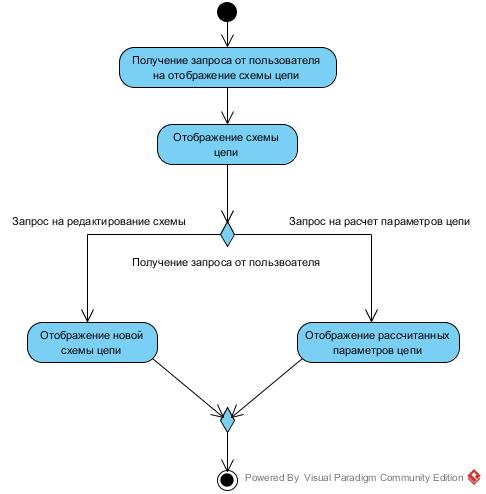 Получение запроса от пользователя
на отображение схемы цепи
Отображение схемы
цепи
Запрос на редактирование схемы
Запрос на расчет параметров цепи
Получение запроса от пользвоателя
Отображение новой
схемы цепи
Отображение рассчитанных
параметров цепи
Powered By Visual Paradigm Community Edition